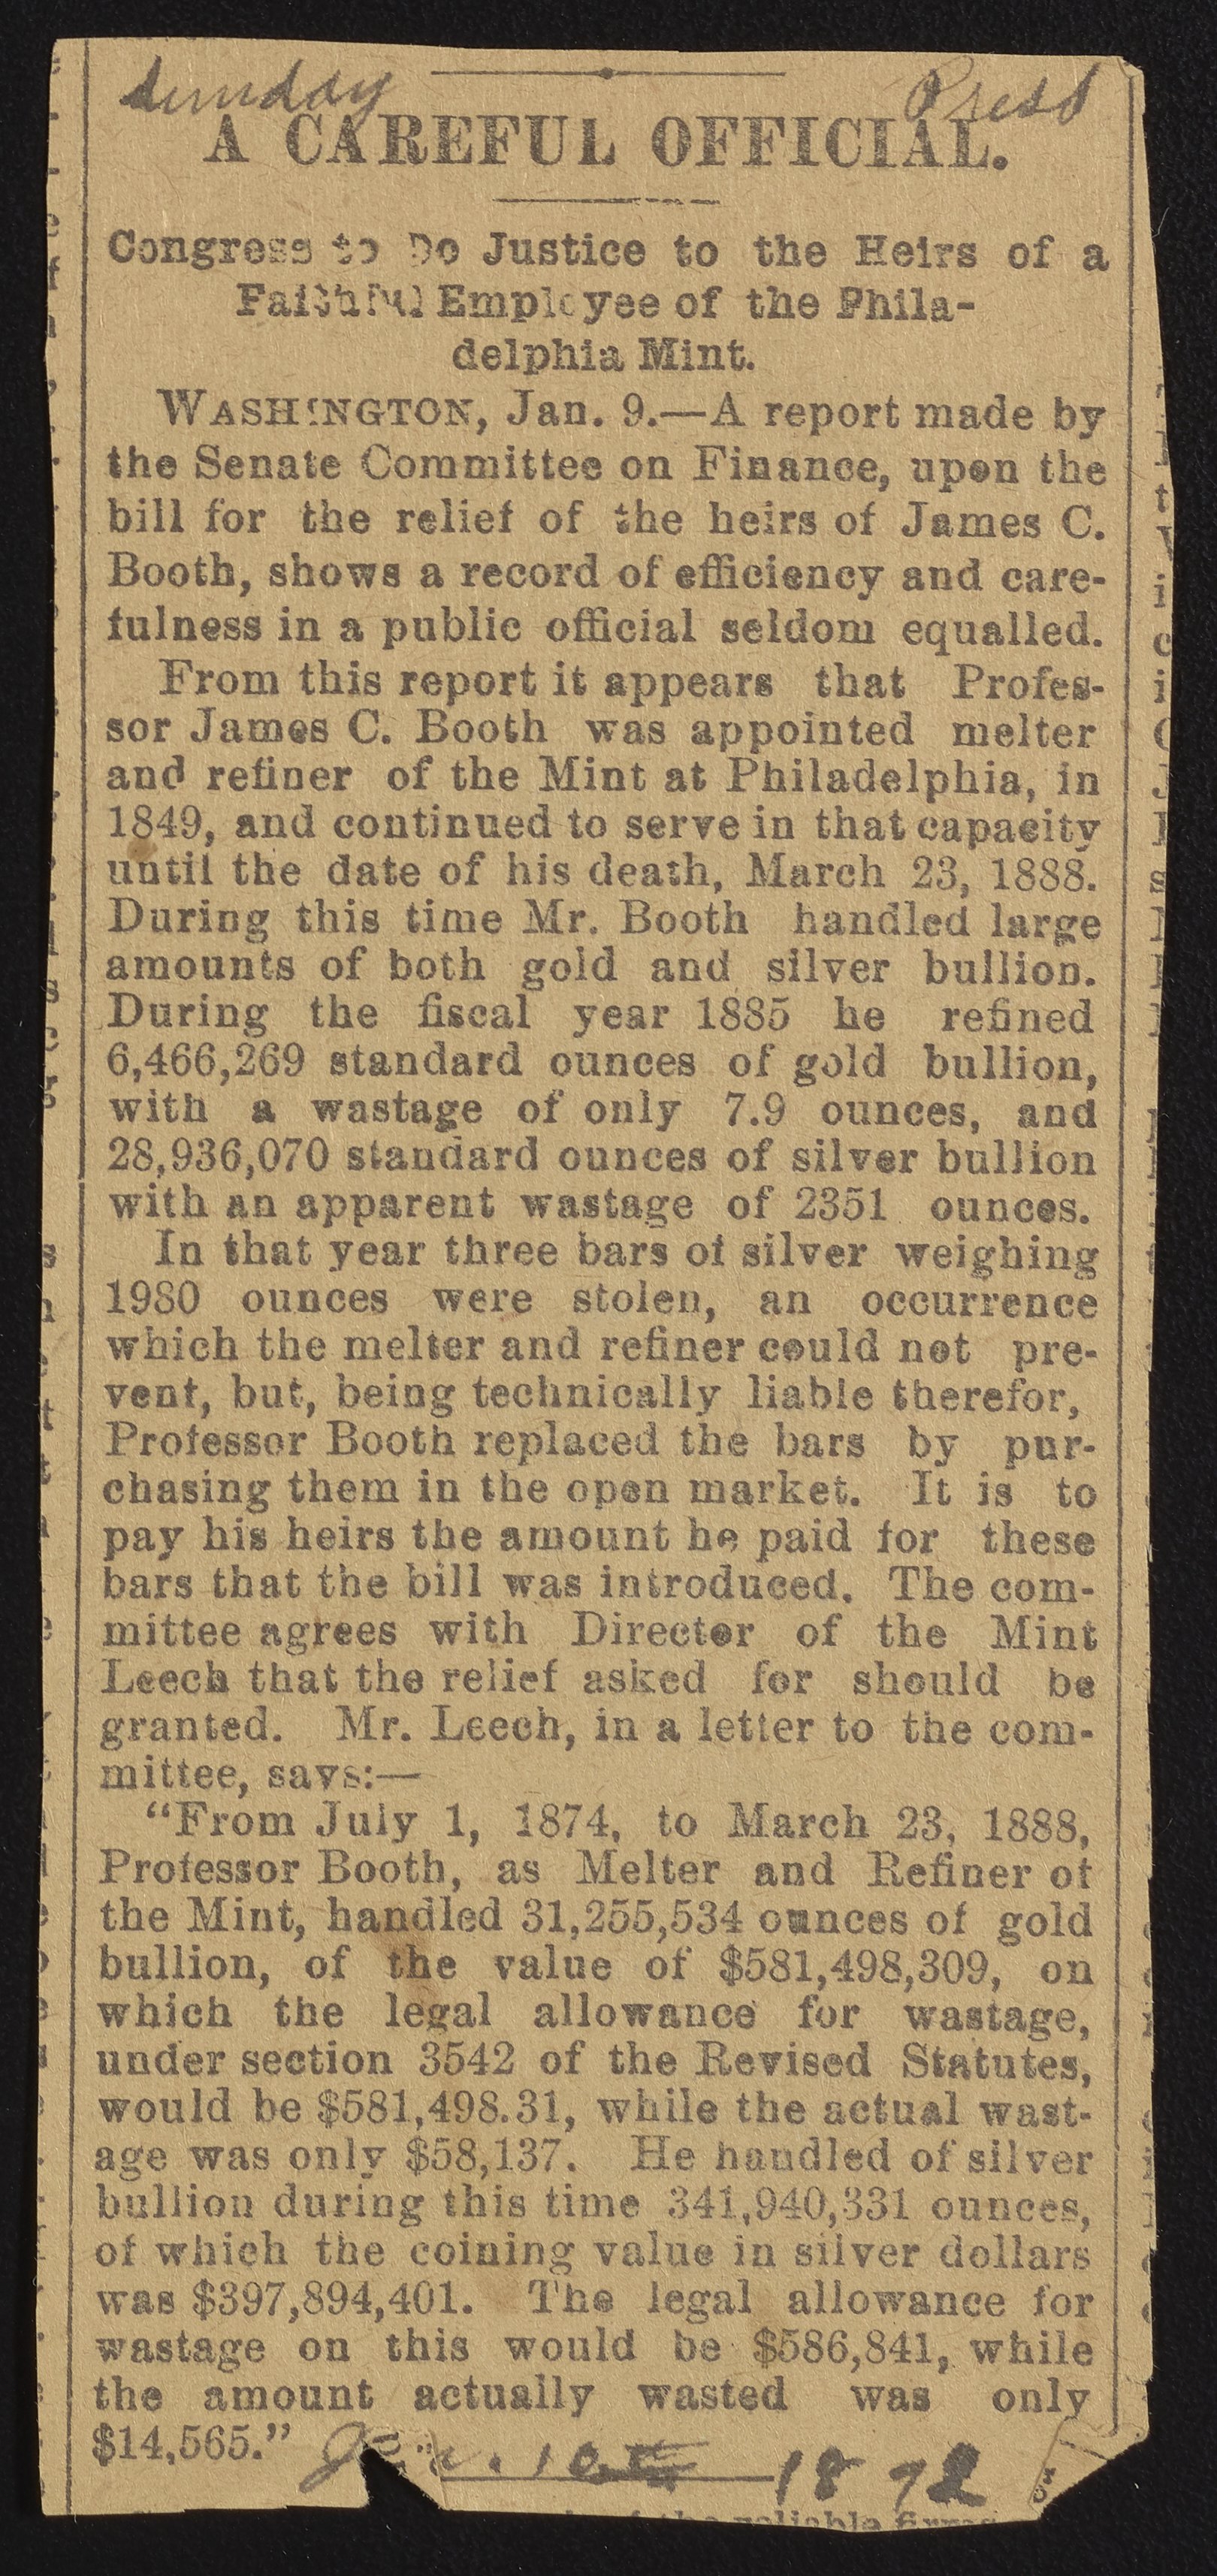 Sunday Press
A CAREFUL OFFICIAL.
Congress to Do Justice to the Heirs of a
Faithful Employee of the Phila-
delphia Mint.
WASHINGTON, Jan. 9.—A report made by
the Senate Committee on Finance, upon the
bill for the relief of the heirs of James C.
Booth, shows a record of efficiency and care-
fulness in a public official seldom equalled.
From this report it appears that Profes-
sor James C. Booth was appointed melter
and refiner of the Mint at Philadelphia, in
1849, and continued to serve in that capacity
until the date of his death, March 23, 1888.
During this time Mr. Booth handled large
amounts of both gold and silver bullion.
During the fiscal year 1885 he refined
6,466,269 standard ounces of gold bullion,
with a wastage of only 7.9 ounces, and
28,936,070 standard ounces of silver bullion
with an apparent wastage of 2351 ounces.
In that year three bars of silver weighing
1980 ounces were stolen, an occurrence
which the melter and refiner could not pre-
vent, but, being technically liable therefor,
Professor Booth replaced the bars by pur-
chasing them in the open market. It is to
pay his heirs the amount he paid for these
bars that the bill was introduced. The com-
mittee agrees with Director of the Mint
Leech that the relief asked for should be
granted. Mr. Leech, in a letter to the com-
mittee, says:—
"From July 1, 1874, to March 23, 1888,
Professor Booth, as Melter and Refiner of
the Mint, handled 31,255,534 ounces of gold
bullion, of the value of $581,498,309, on
which the legal allowance for wastage,
under section 3542 of the Revised Statutes,
would be $581,498.31, while the actual wast-
age was only $58,137. He handled of silver
bullion during this time 341,940,331 ounces,
of which the coining value in silver dollars
was $397,894,401. The legal allowance for
wastage on this would be $586,841, while
the amount actually wasted was only
$14,565."
Jan. 10th 1892
the reliable firms